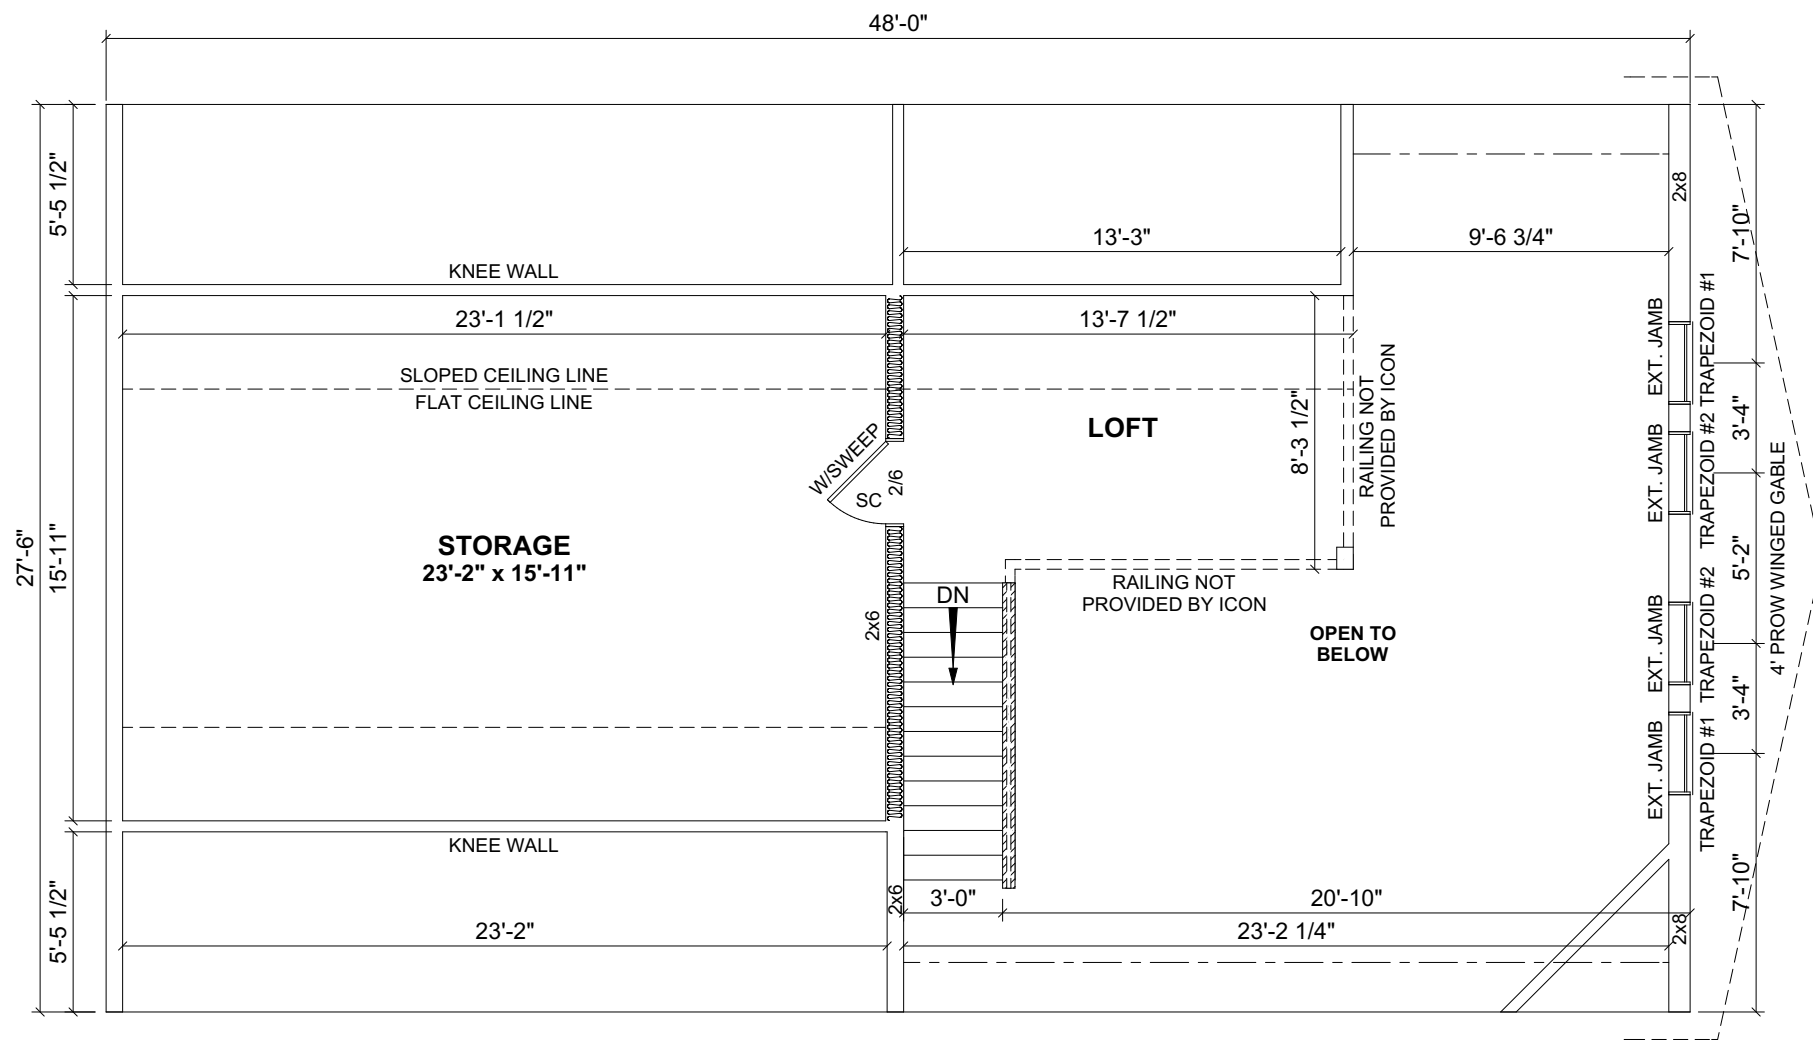 48'-0"
5'-5 1/2"
2x8
7'-10"
13'-3"
9'-6 3/4"
KNEE WALL
23'-1 1/2"
13'-7 1/2"
EXT. JAMB
TRAPEZOID #1
SLOPED CEILING LINE
FLAT CEILING LINE
LOFT
8'-3 1/2"
RAILING NOT
PROVIDED BY ICON
3'-4"
W/SWEEP
SC
2/6
EXT. JAMB
TRAPEZOID #2
27'-6"
15'-11"
STORAGE
23'-2" x 15'-11"
5'-2"
4' PROW WINGED GABLE
DN
RAILING NOT
PROVIDED BY ICON
2x6
OPEN TO
BELOW
EXT. JAMB
TRAPEZOID #2
3'-4"
EXT. JAMB
TRAPEZOID #1
KNEE WALL
5'-5 1/2"
2x6
3'-0"
20'-10"
7'-10"
23'-2"
23'-2 1/4"
2x8